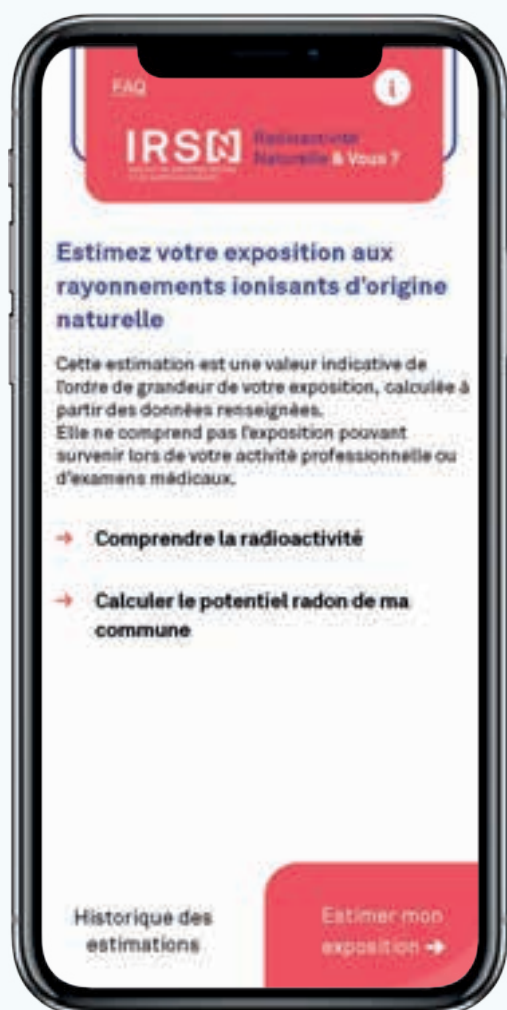 FAQ
i
IRSN Radioactivité
Naturelle & Vous ?
Estimez votre exposition aux
rayonnements ionisants d'origine
naturelle
Cette estimation est une valeur indicative de
l'ordre de grandeur de votre exposition, calculée à
partir des données renseignées.
Elle ne comprend pas l'exposition pouvant
survenir lors de votre activité professionnelle ou
d'examens médicaux.
→ Comprendre la radioactivité
→ Calculer le potentiel radon de ma
commune
Historique des
estimations
Estimer mon
exposition →